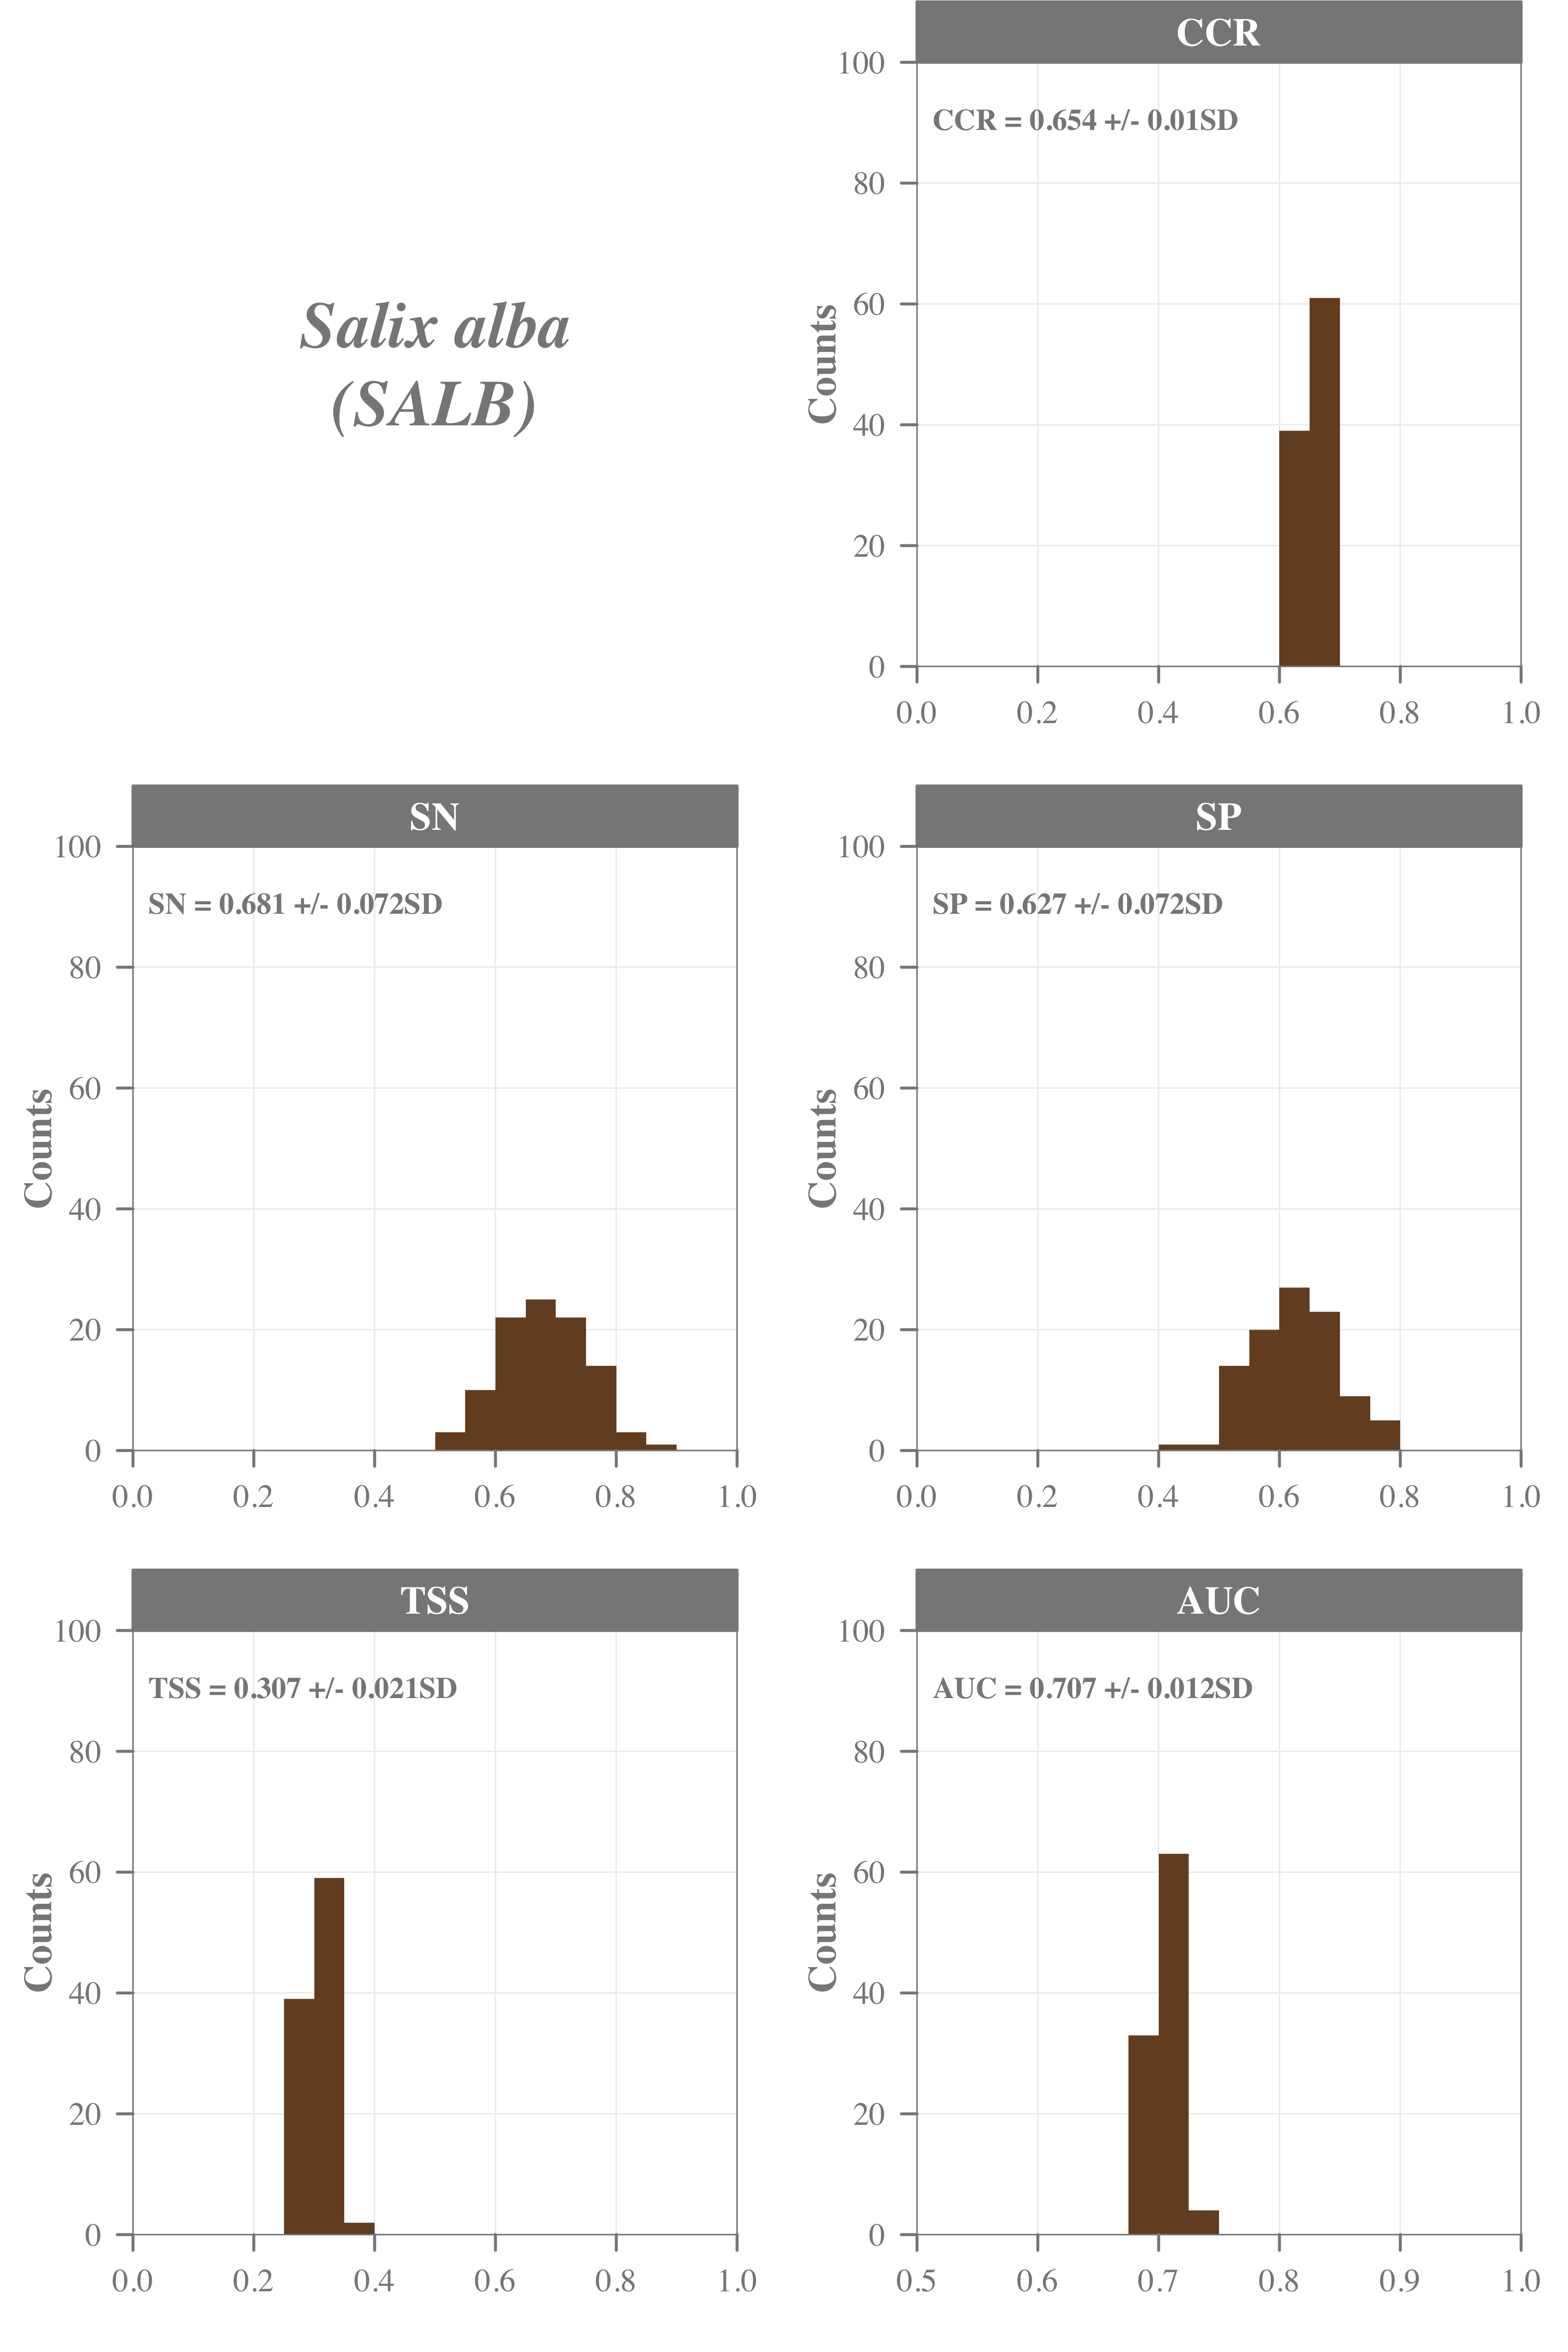 Salix alba
(SALB)
CCR
CCR = 0.654 +/- 0.01SD
Counts
100
80
60
40
20
0
0.0 0.2 0.4 0.6 0.8 1.0
SN
SN = 0.681 +/- 0.072SD
Counts
100
80
60
40
20
0
0.0 0.2 0.4 0.6 0.8 1.0
SP
SP = 0.627 +/- 0.072SD
Counts
100
80
60
40
20
0
0.0 0.2 0.4 0.6 0.8 1.0
TSS
TSS = 0.307 +/- 0.021SD
Counts
100
80
60
40
20
0
0.0 0.2 0.4 0.6 0.8 1.0
AUC
AUC = 0.707 +/- 0.012SD
Counts
100
80
60
40
20
0
0.5 0.6 0.7 0.8 0.9 1.0